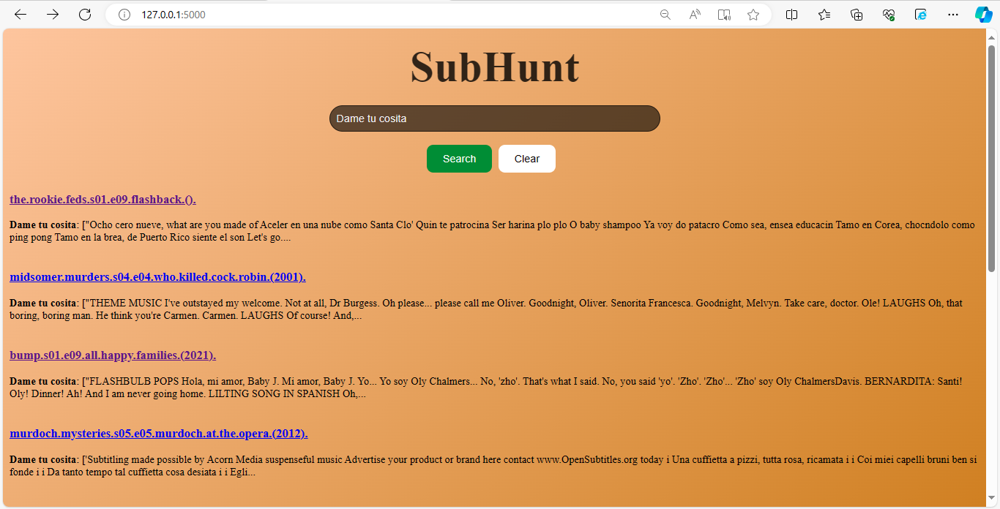 127.0.0.1:5000
SubHunt
Dame tu cosita
Search Clear
the.rookie.feds.s01.e09.flashback.().
Dame tu cosita: ["Ocho cero nueve, what are you made of Aceler en una nube como Santa Clo' Quin te patrocina Ser harina plo plo O baby shampoo Ya voy do patacro Como sea, ensea educacin Tamo en Corea, chocndolo como
ping pong Tamo en la brea, de Puerto Rico siente el son Let's go....
midsomer.murders.s04.e04.who.killed.cock.robin.(2001).
Dame tu cosita: ["THEME MUSIC I've outstayed my welcome. Not at all, Dr Burgess. Oh please... please call me Oliver. Goodnight, Oliver. Senorita Francesca. Goodnight, Melvyn. Take care, doctor. Ole! LAUGHS Oh, that
boring, boring man. He think you're Carmen. Carmen. LAUGHS Of course! And,...
bump.s01.e09.all.happy.families.(2021).
Dame tu cosita: ["FLASHBULB POPS Hola, mi amor, Baby J. Mi amor, Baby J. Yo... Yo soy Oly Chalmers... No, 'zho'. That's what I said. No, you said 'yo'. 'Zho'. 'Zho'... 'Zho' soy Oly ChalmersDavis. BERNARDITA: Santi!
Oly! Dinner! Ah! And I am never going home. LILTING SONG IN SPANISH Oh,...
murdoch.mysteries.s05.e05.murdoch.at.the.opera.(2012).
Dame tu cosita: ['Subtitling made possible by Acorn Media suspenseful music Advertise your product or brand here contact www.OpenSubtitles.org today i Una cuffietta a pizzi, tutta rosa, ricamata i i Coi miei capelli bruni ben si
fonde i i Da tanto tempo tal cuffietta cosa desiata i i Egli...